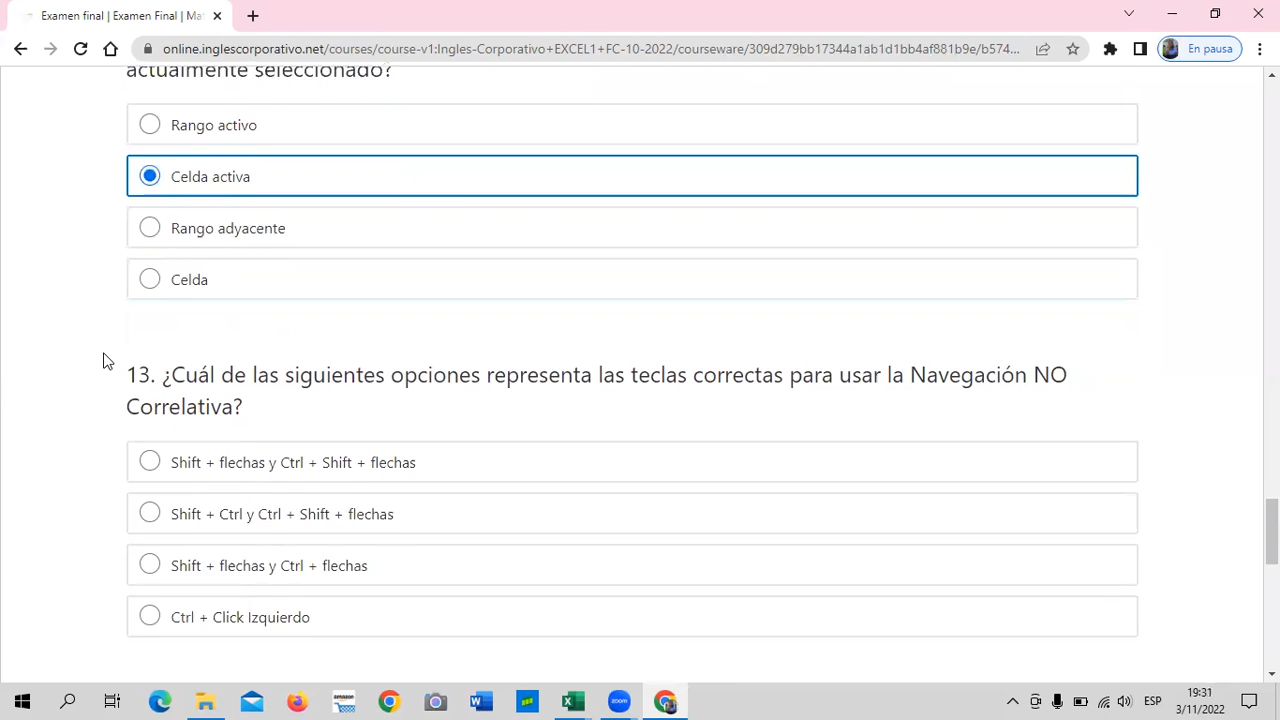 Examen final | Examen Final | Ma
online.inglescorporativo.net/courses/course-v1:Ingles-Corporativo+EXCEL1+FC-10-2022/courseware/309d279bb17344a1ab1d1bb4af881b9e/b574...
En pausa
actualmente seleccionado?
Rango activo
Celda activa
Rango adyacente
Celda
13. ¿Cuál de las siguientes opciones representa las teclas correctas para usar la Navegación NO
Correlativa?
Shift + flechas y Ctrl + Shift + flechas
Shift + Ctrl y Ctrl + Shift + flechas
Shift + flechas y Ctrl + flechas
Ctrl + Click Izquierdo
amazon
zoom
ESP
19:31
3/11/2022